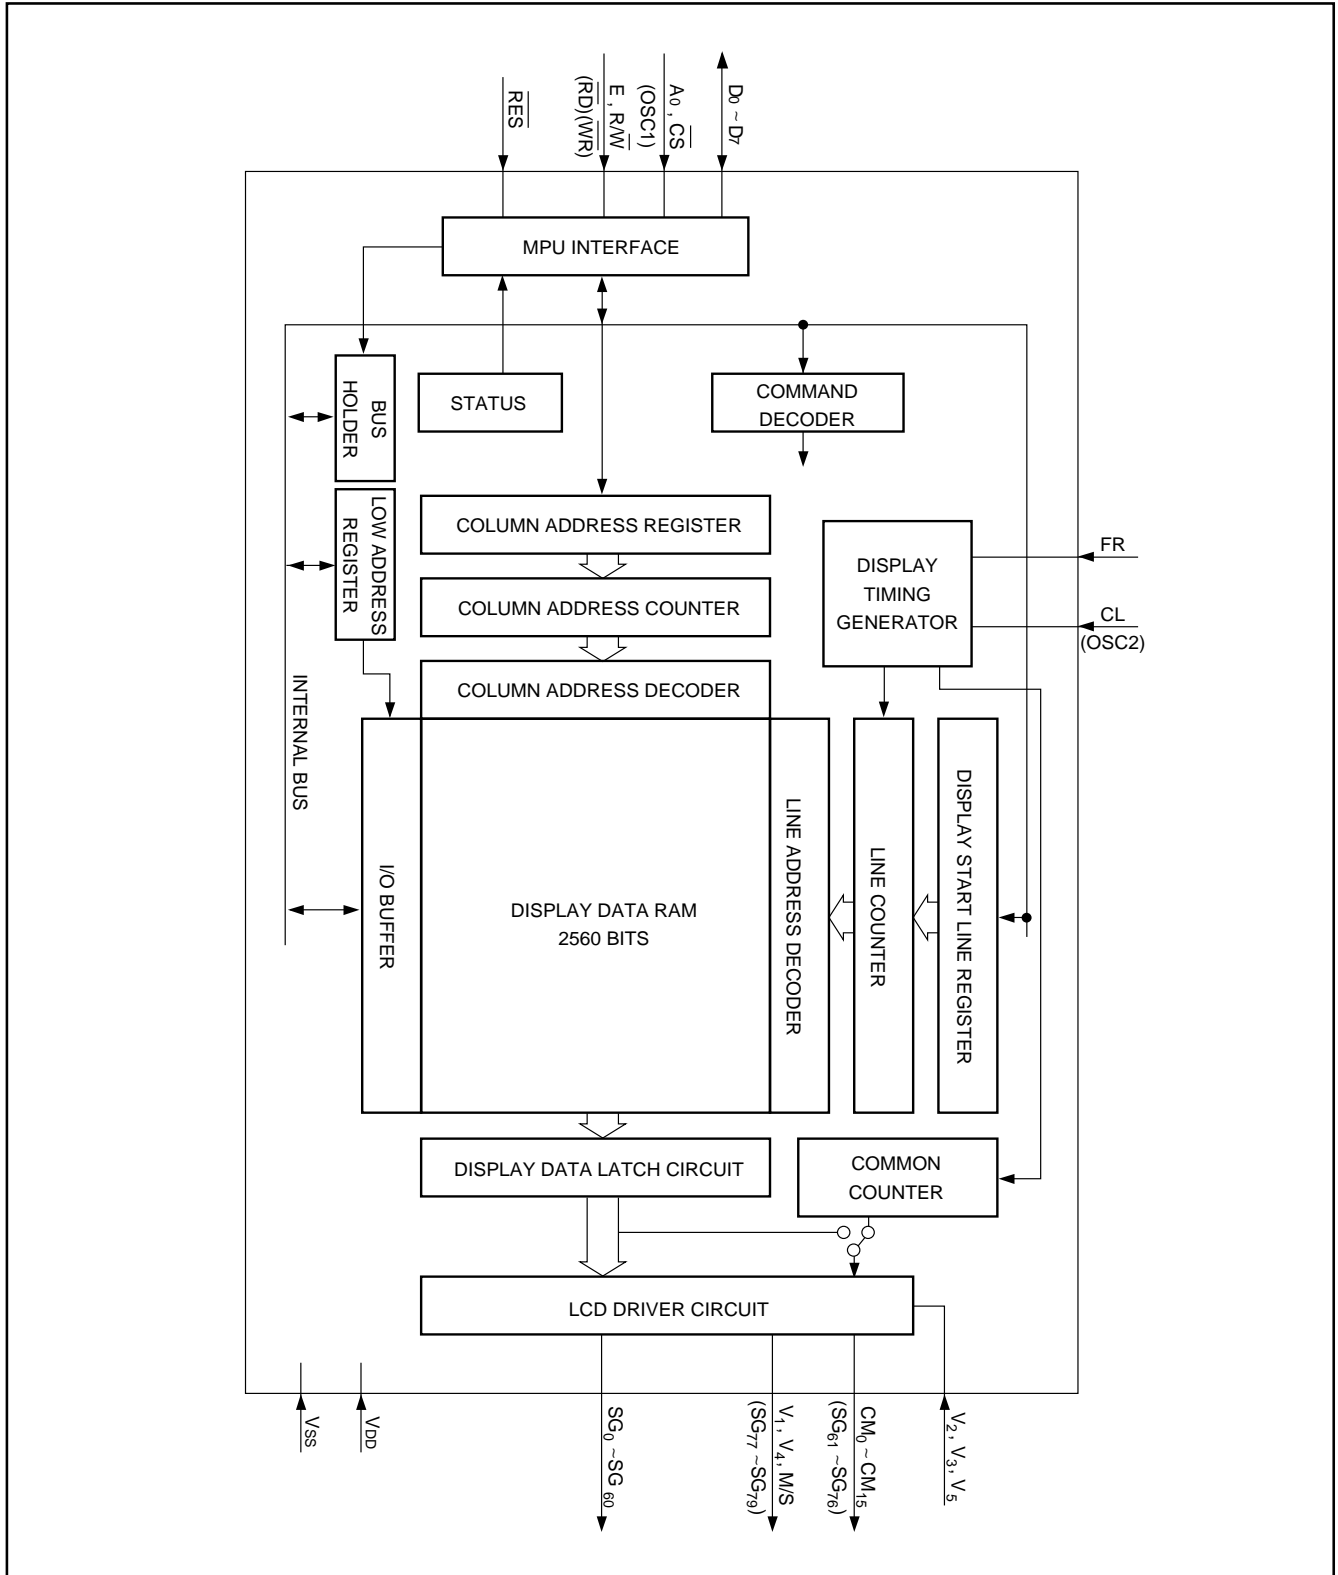 RES
E , R/W
(RD)(WR)
A0 , CS
(OSC1)
D0 ~ D7
MPU INTERFACE
BUS
HOLDER
STATUS
COMMAND
DECODER
LOW ADDRESS
REGISTER
COLUMN ADDRESS REGISTER
COLUMN ADDRESS COUNTER
COLUMN ADDRESS DECODER
DISPLAY
TIMING
GENERATOR
FR
CL
(OSC2)
INTERNAL BUS
I/O BUFFER
DISPLAY DATA RAM
2560 BITS
LINE ADDRESS DECODER
LINE COUNTER
DISPLAY START LINE REGISTER
DISPLAY DATA LATCH CIRCUIT
COMMON
COUNTER
LCD DRIVER CIRCUIT
VSS
VDD
SG0 ~SG60
V1 , V4 , M/S
(SG77 ~SG79)
CM0 ~ CM15
(SG61 ~SG76)
V2 , V3 , V5